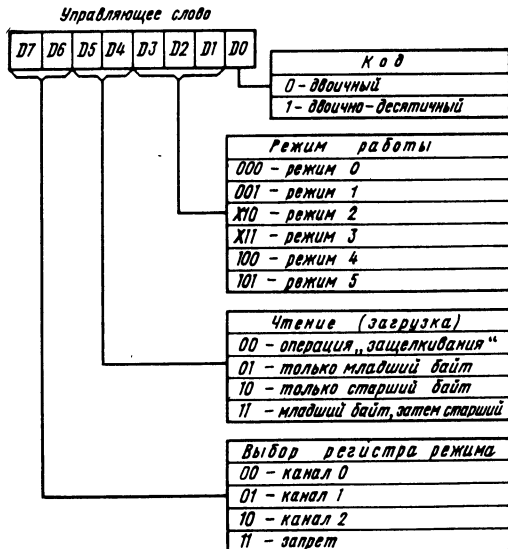 Управляющее слово
D7 D6 D5 D4 D3 D2 D1 D0
Код
0 - двоичный
1 - двоично-десятичный
Режим работы
000 - режим 0
001 - режим 1
X10 - режим 2
X11 - режим 3
100 - режим 4
101 - режим 5
Чтение (загрузка)
00 - операция „защелкивания“
01 - только младший байт
10 - только старший байт
11 - младший байт, затем старший
Выбор регистра режима
00 - канал 0
01 - канал 1
10 - канал 2
11 - запрет